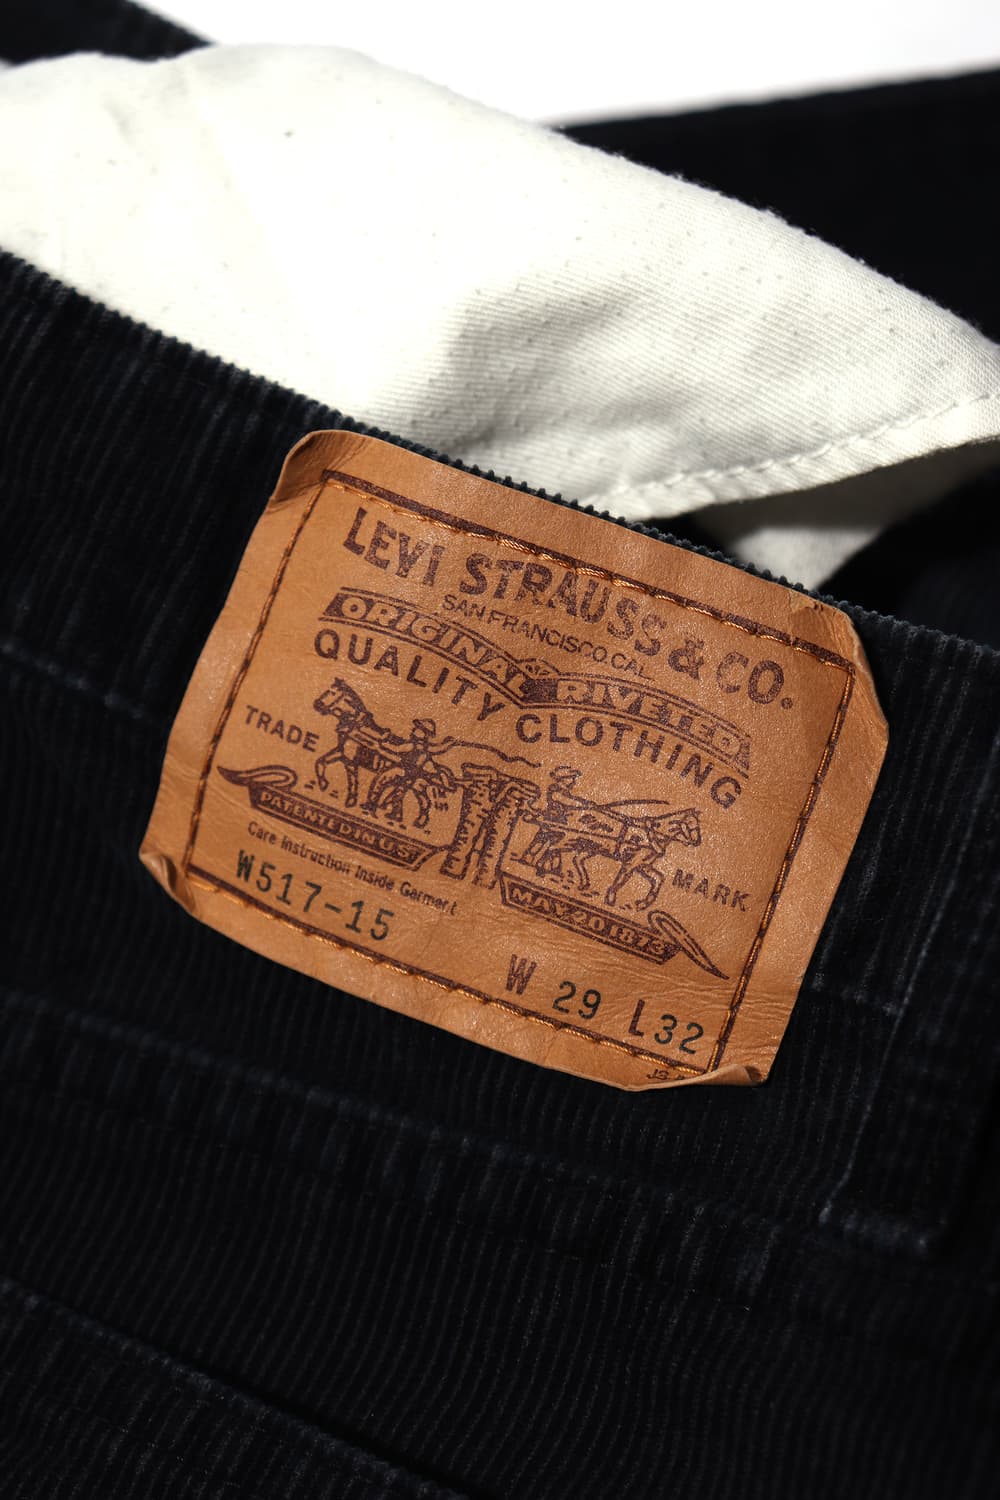 LEVI STRAUSS & CO.
SAN FRANCISCO, CAL.
ORIGINAL RIVETED
QUALITY CLOTHING
TRADE MARK
PATENTED IN U.S. MAY 20 1873
Care Instruction Inside Garment
W517-15
W 29 L 32